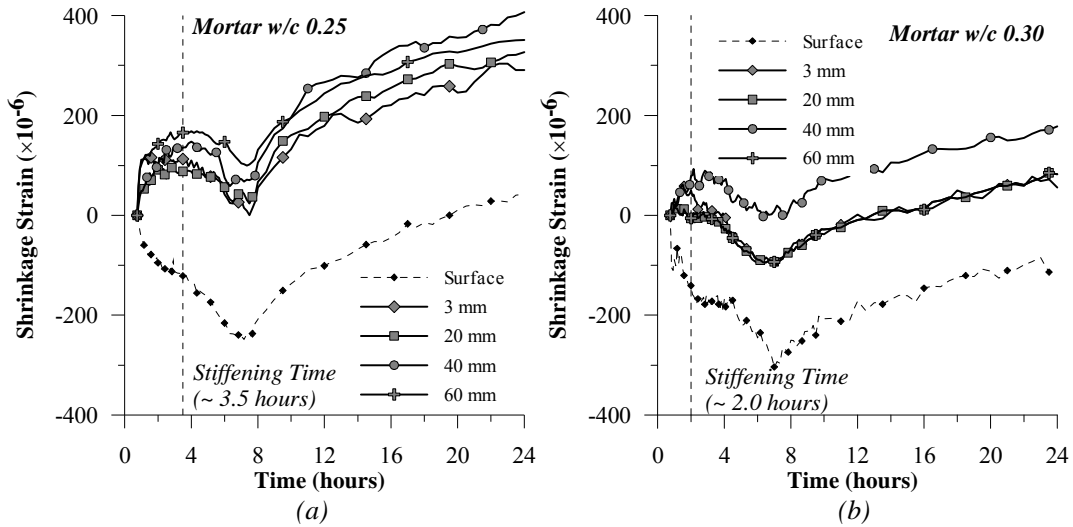 Mortar w/c 0.25
Shrinkage Strain (×10⁻⁶)
400
200
0
-200
-400
Surface
3 mm
20 mm
40 mm
60 mm
Stiffening Time
(~ 3.5 hours)
0 4 8 12 16 20 24
Time (hours)
(a)
Mortar w/c 0.30
Shrinkage Strain (×10⁻⁶)
400
200
0
-200
-400
Surface
3 mm
20 mm
40 mm
60 mm
Stiffening Time
(~ 2.0 hours)
0 4 8 12 16 20 24
Time (hours)
(b)